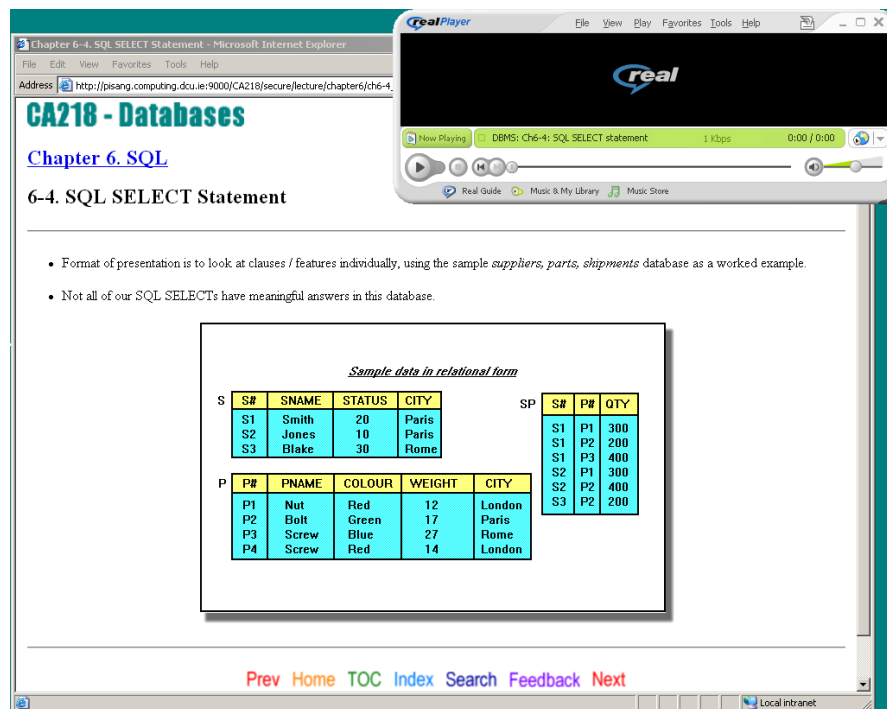 realPlayer File View Play Favorites Tools Help
Chapter 6-4. SQL SELECT Statement - Microsoft Internet Explorer
File Edit View Favorites Tools Help
Address http://pisang.computing.dcu.ie:9000/CA218/secure/lecture/chapter6/ch6-4_
real
Now Playing DBMS: Ch6-4: SQL SELECT statement 1 Kbps 0:00 / 0:00
Real Guide Music & My Library Music Store
CA218 - Databases
Chapter 6. SQL
6-4. SQL SELECT Statement
Format of presentation is to look at clauses / features individually, using the sample suppliers, parts, shipments database as a worked example.
Not all of our SQL SELECTs have meaningful answers in this database.
Sample data in relational form
S S# SNAME STATUS CITY
S1 Smith 20 Paris
S2 Jones 10 Paris
S3 Blake 30 Rome
SP S# P# QTY
S1 P1 300
S1 P2 200
S1 P3 400
S2 P1 300
S2 P2 400
S3 P2 200
P P# PNAME COLOUR WEIGHT CITY
P1 Nut Red 12 London
P2 Bolt Green 17 Paris
P3 Screw Blue 27 Rome
P4 Screw Red 14 London
Prev Home TOC Index Search Feedback Next
Local intranet